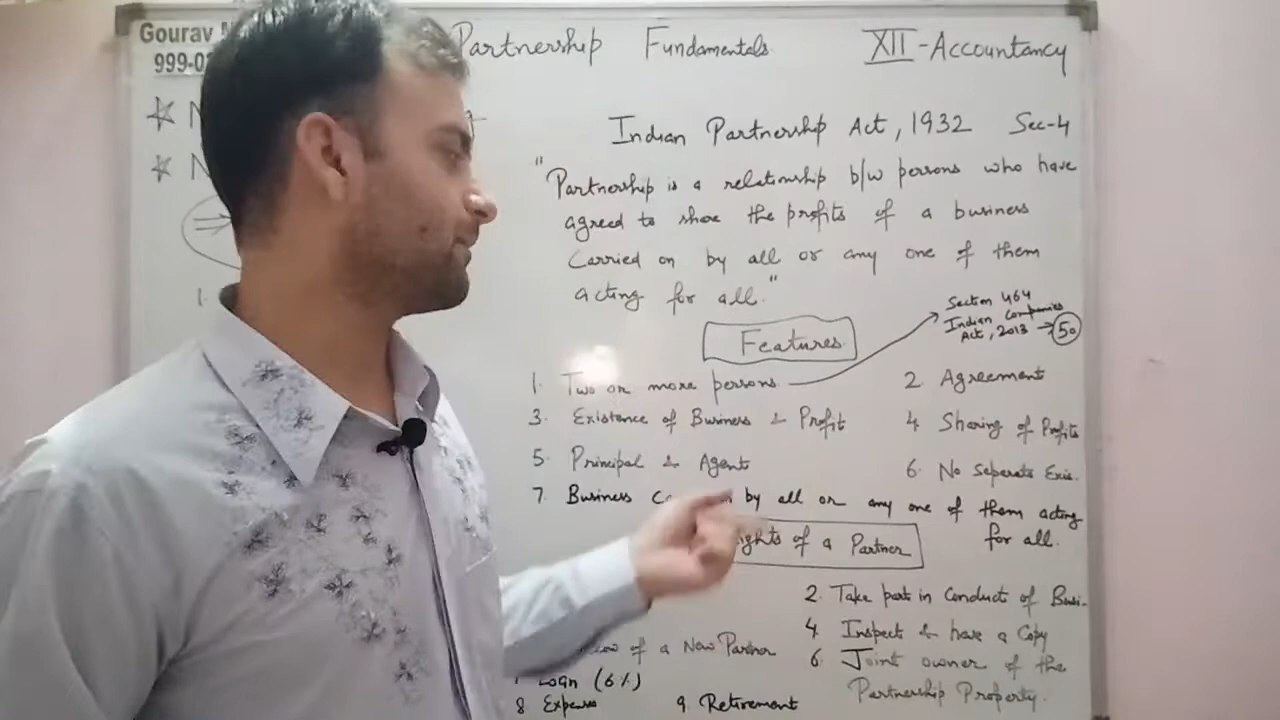 Gourav
Partnership Fundamentals XII-Accountancy
999-0
Indian Partnership Act, 1932 Sec-4
"Partnership is a relationship b/w persons who have
agreed to share the profits of a business
Carried on by all or any one of them
acting for all."
Section 464
Indian Companies
Act, 2013 → 50
Features
1. Two or more persons
2. Agreement
3. Existence of Business & Profit
4. Sharing of Profits
5. Principal & Agent
6. No Separate Exis.
7. Business by all or any one of them acting
for all.
of a Partner
2. Take part in Conduct of Busi.
4. Inspect & have a Copy
of a New Partner
6. Joint owner of the
Partnership Property.
Loan (6%)
8 Expense
9. Retirement